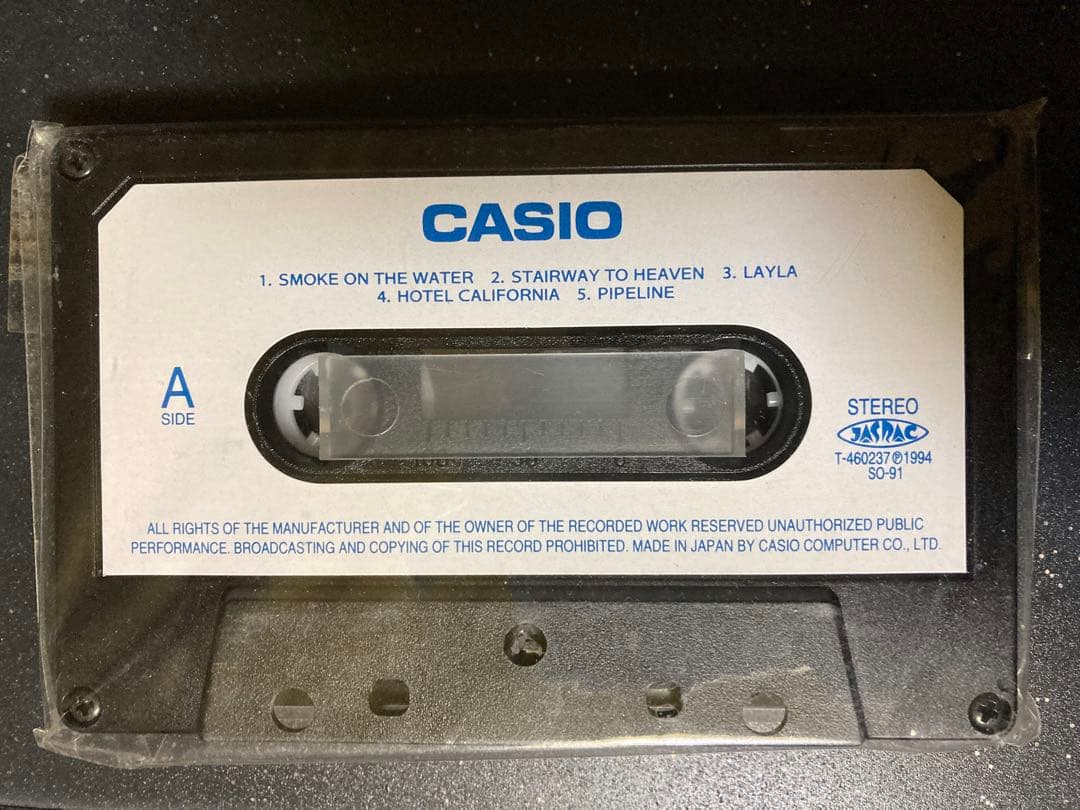 CASIO
1. SMOKE ON THE WATER 2. STAIRWAY TO HEAVEN 3. LAYLA
4. HOTEL CALIFORNIA 5. PIPELINE
A
SIDE
STEREO
JASRAC
T-460237Ⓟ1994
SO-91
ALL RIGHTS OF THE MANUFACTURER AND OF THE OWNER OF THE RECORDED WORK RESERVED UNAUTHORIZED PUBLIC
PERFORMANCE. BROADCASTING AND COPYING OF THIS RECORD PROHIBITED. MADE IN JAPAN BY CASIO COMPUTER CO., LTD.